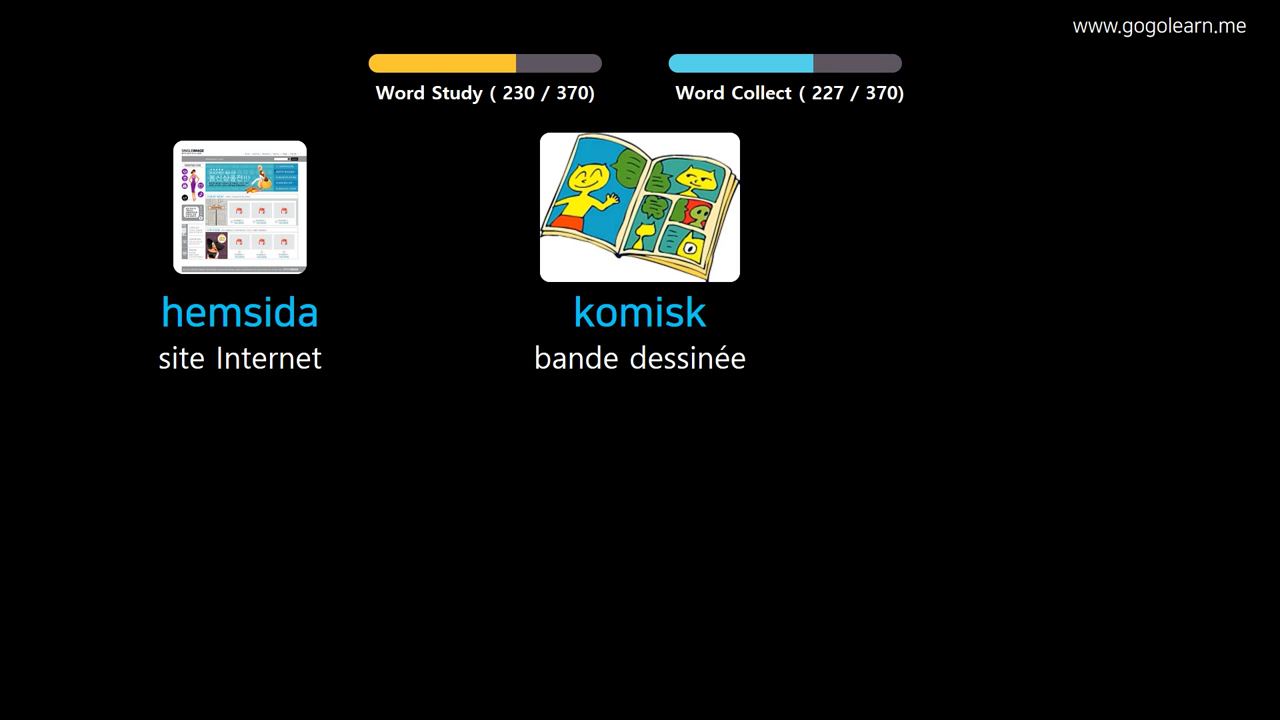 www.gogolearn.me
Word Study ( 230 / 370)
Word Collect ( 227 / 370)
hemsida
komisk
site Internet
bande dessinée